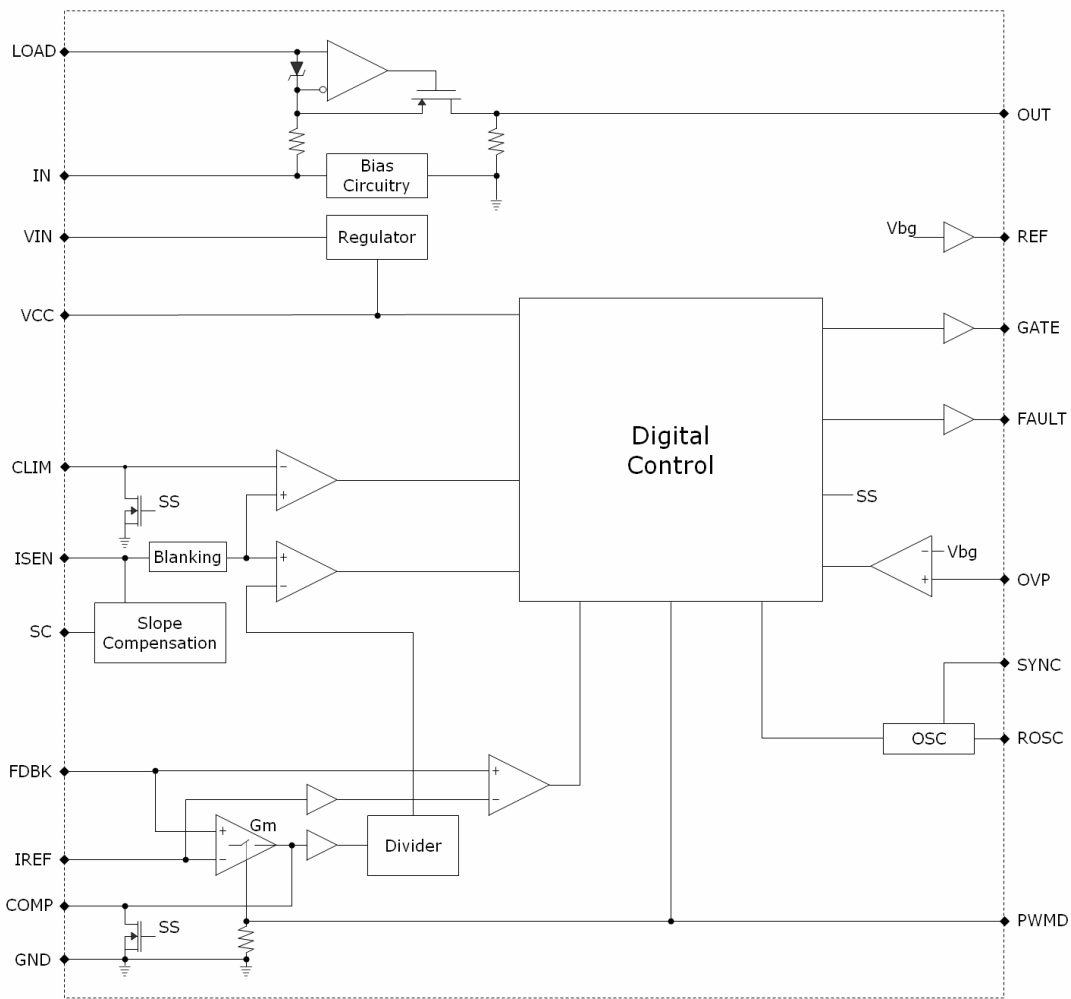 LOAD
OUT
IN
Bias
Circuitry
VIN
Regulator
Vbg
REF
VCC
GATE
FAULT
Digital
Control
CLIM
−
+
SS
SS
ISEN
Blanking
+
−
−
Vbg
+
OVP
SC
Slope
Compensation
SYNC
OSC
ROSC
FDBK
+
−
Gm
+
−
IREF
Divider
COMP
SS
PWMD
GND